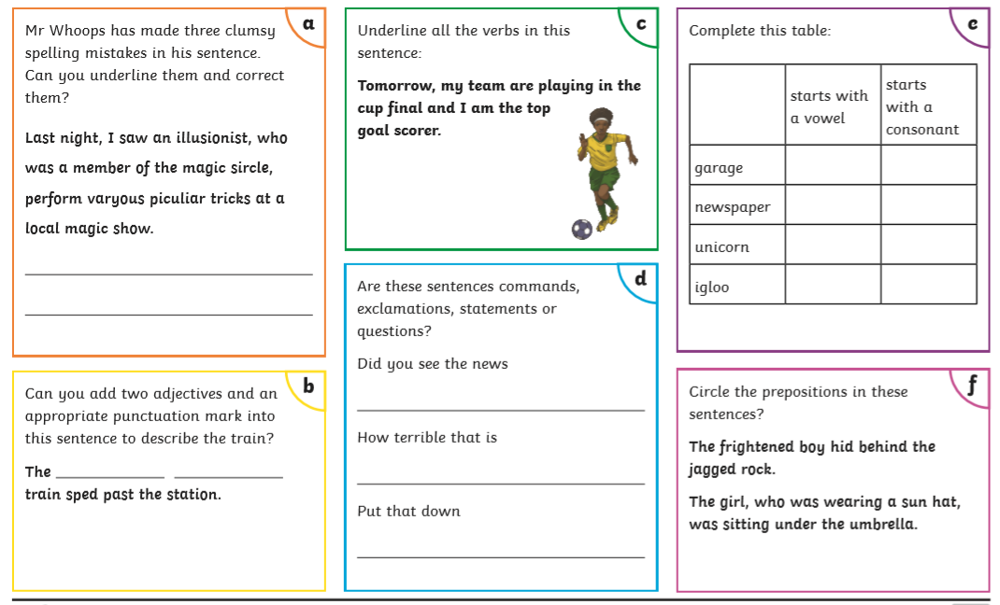 a
Mr Whoops has made three clumsy
spelling mistakes in his sentence.
Can you underline them and correct
them?
Last night, I saw an illusionist, who
was a member of the magic sircle,
perform varyous piculiar tricks at a
local magic show.
b
Can you add two adjectives and an
appropriate punctuation mark into
this sentence to describe the train?
The ____________ ____________
train sped past the station.
c
Underline all the verbs in this
sentence:
Tomorrow, my team are playing in the
cup final and I am the top
goal scorer.
d
Are these sentences commands,
exclamations, statements or
questions?
Did you see the news
How terrible that is
Put that down
e
Complete this table:
starts with
a vowel
starts
with a
consonant
garage
newspaper
unicorn
igloo
f
Circle the prepositions in these
sentences?
The frightened boy hid behind the
jagged rock.
The girl, who was wearing a sun hat,
was sitting under the umbrella.